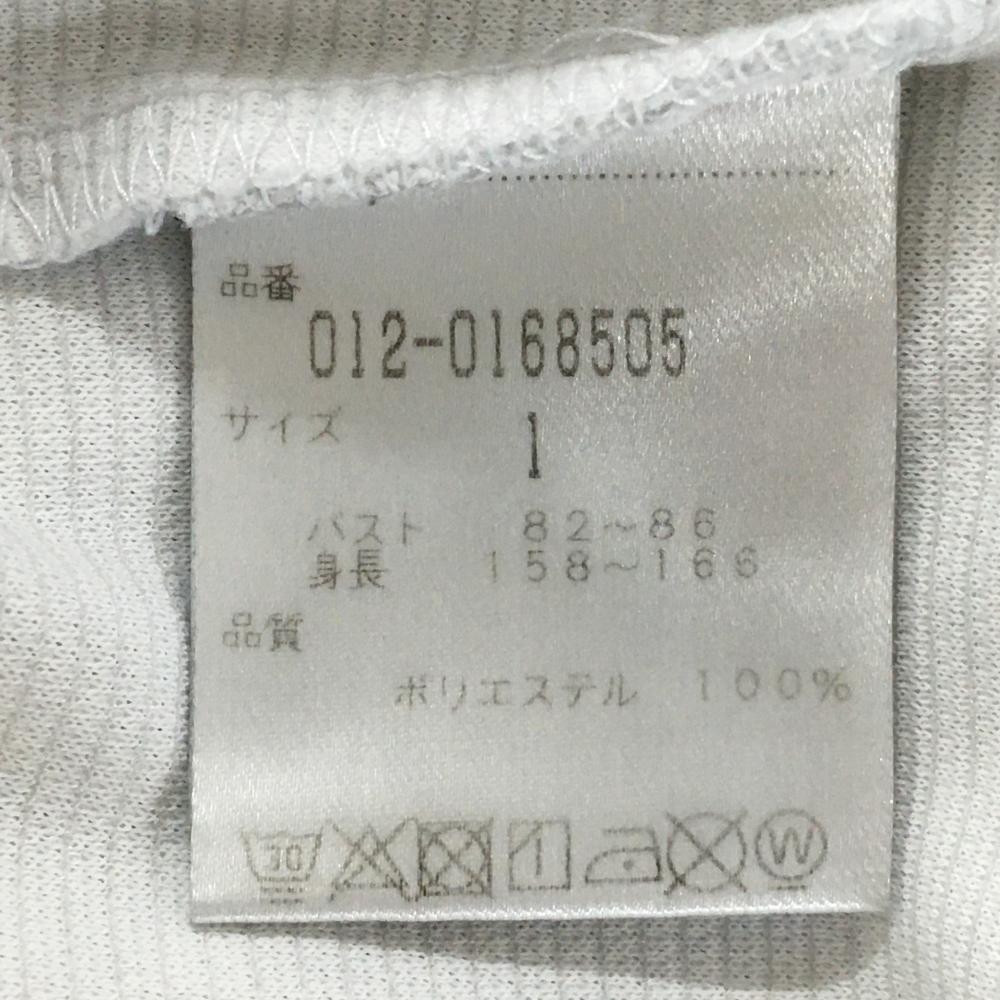 品番
012-0168505
サイズ 1
バスト 82~86
身長 158~166
品質
ポリエステル 100%
30 W